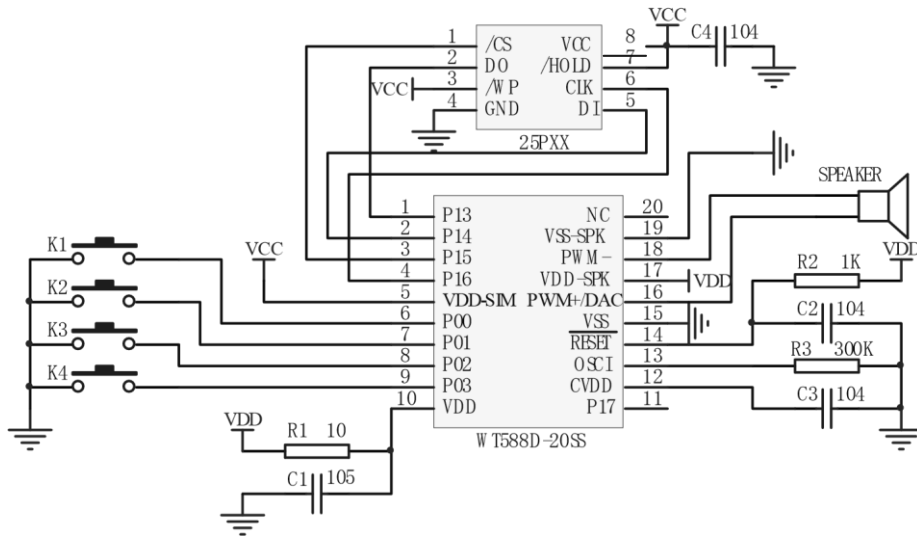 VCC
C4 104
1 /CS VCC 8
2 DO /HOLD 7
VCC 3 /WP CLK 6
4 GND DI 5
25PXX
SPEAKER
1 P13 NC 20
2 P14 VSS-SPK 19
K1 VCC 3 P15 PWM- 18 VDD
4 P16 VDD-SPK 17 VDD R2 1K
K2 5 VDD-SIM PWM+/DAC 16
6 P00 VSS 15 C2 104
K3 7 P01 RESET 14
8 P02 OSCI 13 R3 300K
K4 9 P03 CVDD 12
10 VDD P17 11 C3 104
VDD R1 10
WT588D-20SS
C1 105